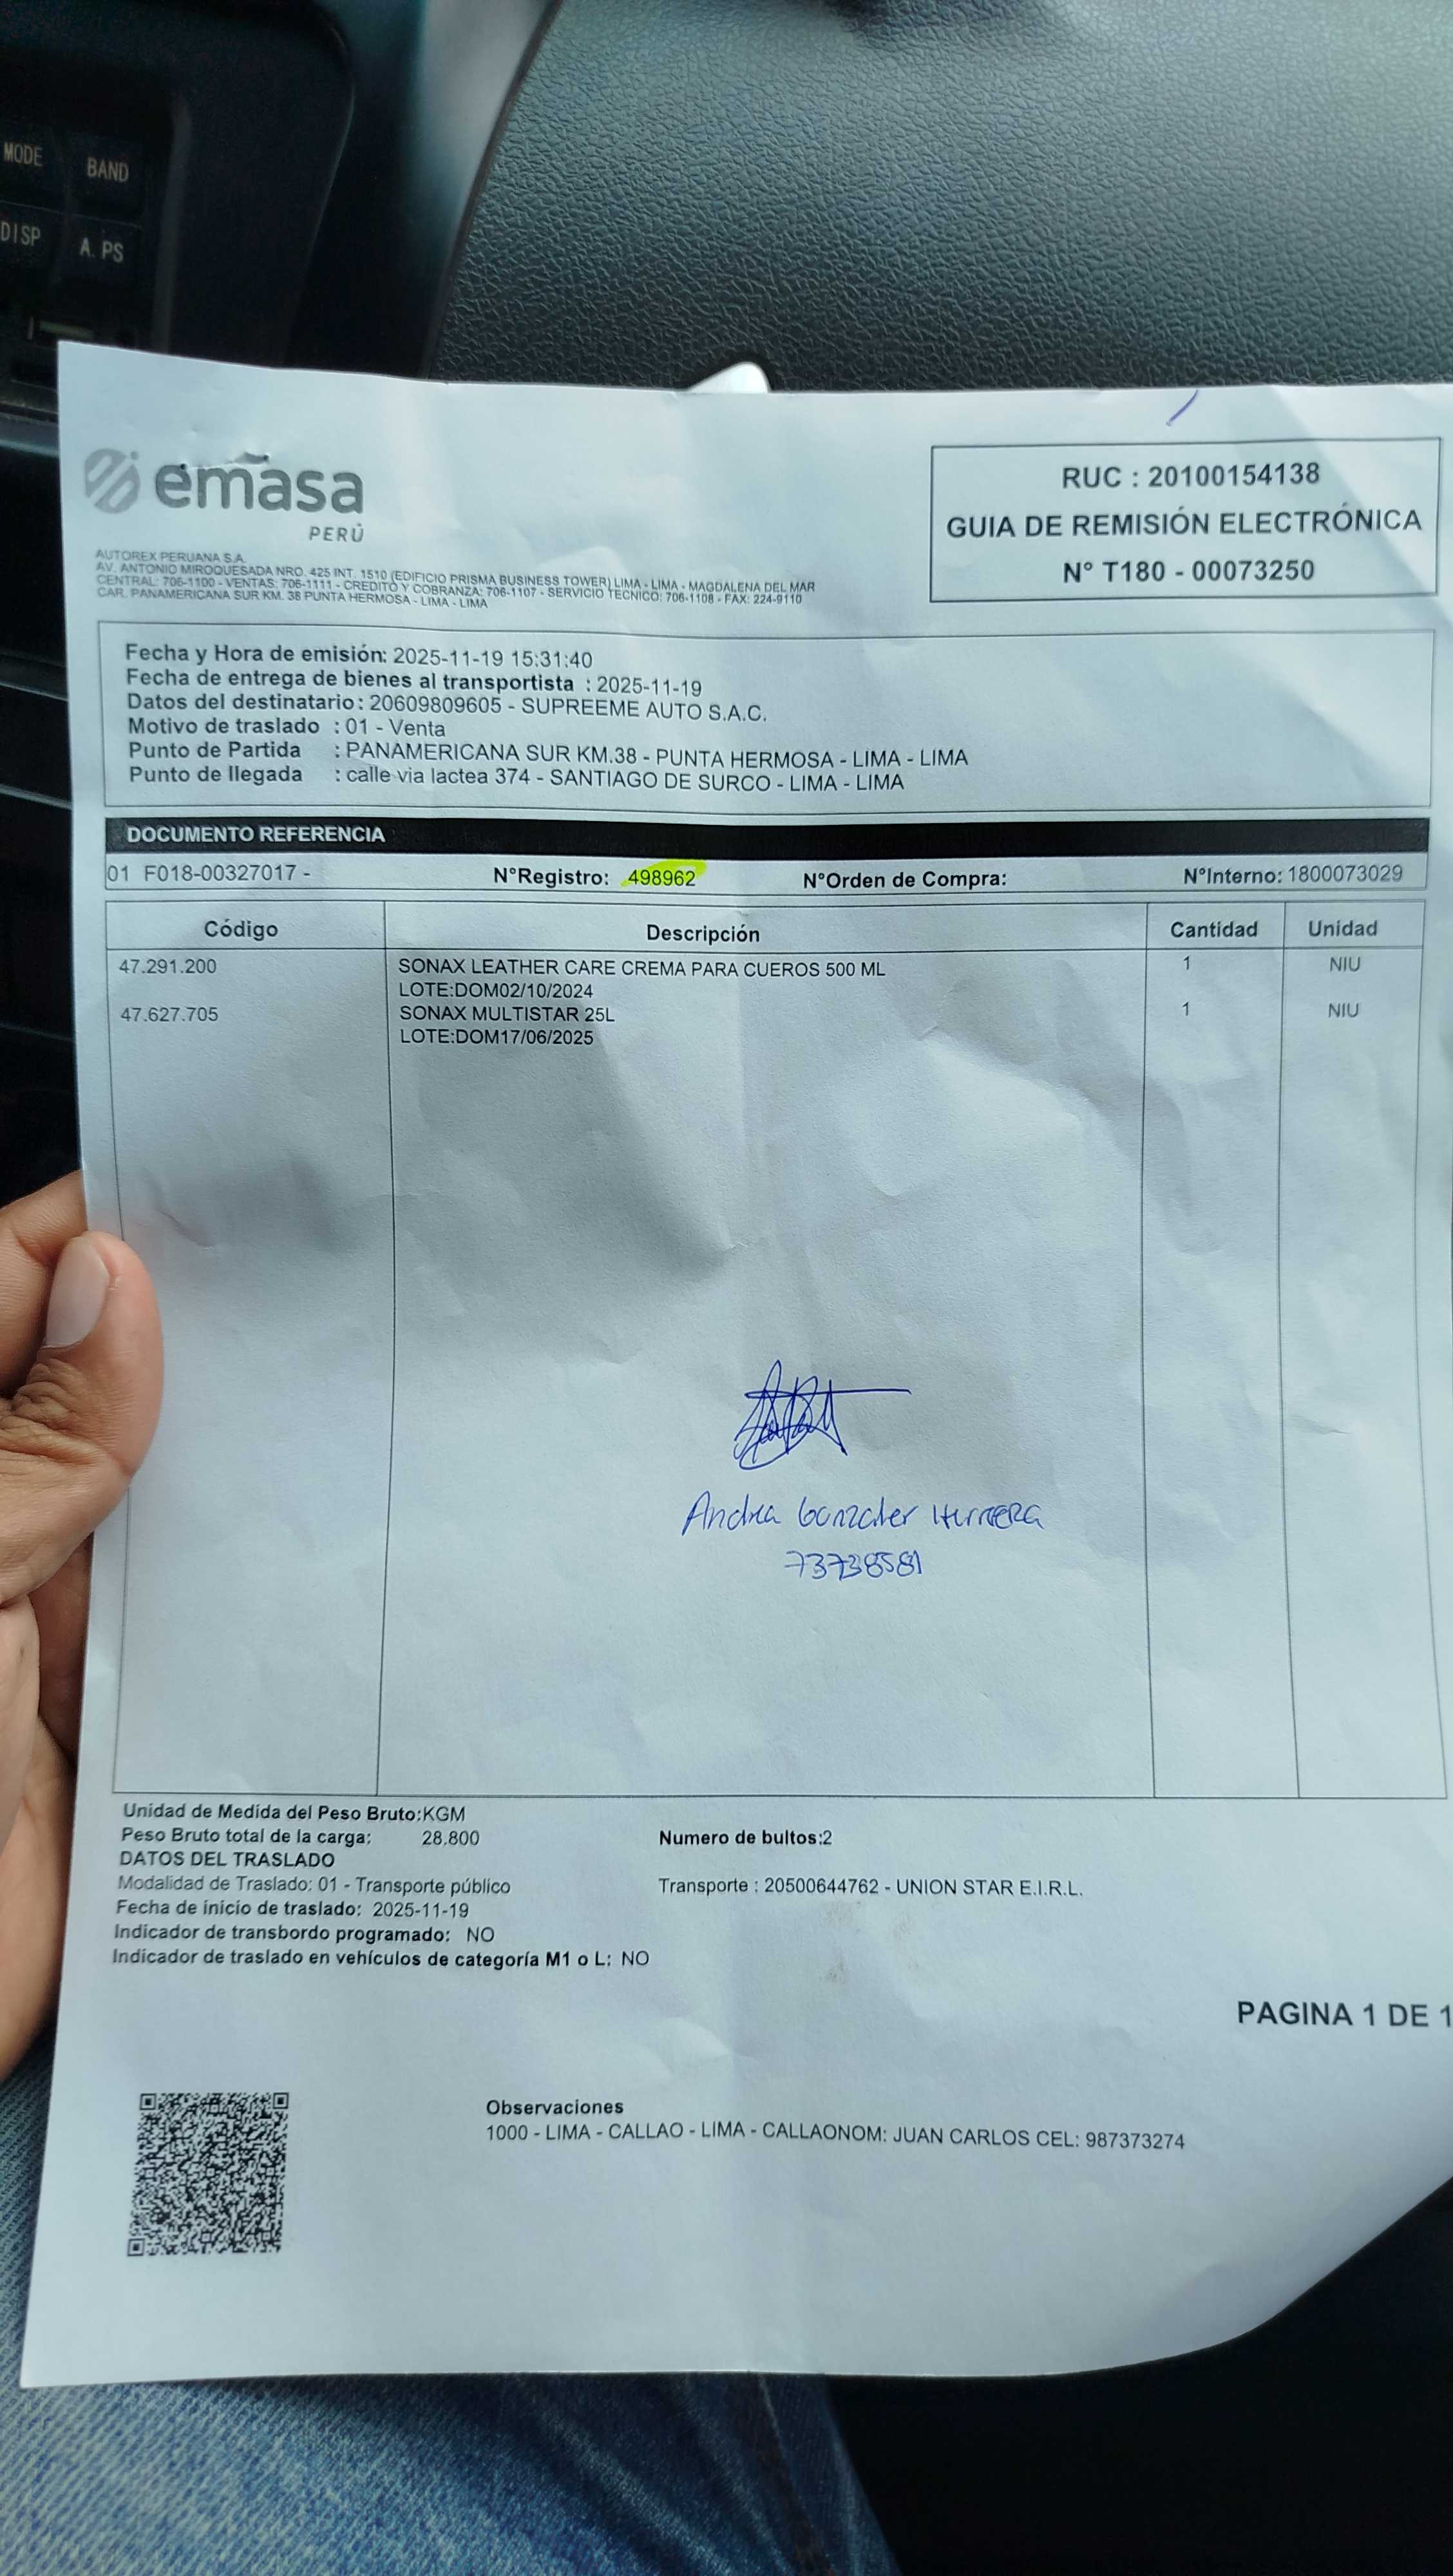 MODE
BAND
DISP
A. PS
emasa
PERÚ
RUC : 20100154138
GUIA DE REMISIÓN ELECTRÓNICA
N° T180 - 00073250
AUTOREX PERUANA S.A.
AV. ANTONIO MIROQUESADA NRO. 425 INT. 1510 (EDIFICIO PRISMA BUSINESS TOWER) LIMA - LIMA - MAGDALENA DEL MAR
CENTRAL: 706-1100 - VENTAS: 706-1111 - CREDITO Y COBRANZA: 706-1107 - SERVICIO TECNICO: 706-1108 - FAX: 224-9110
CAR. PANAMERICANA SUR KM. 38 PUNTA HERMOSA - LIMA - LIMA
Fecha y Hora de emisión: 2025-11-19 15:31:40
Fecha de entrega de bienes al transportista : 2025-11-19
Datos del destinatario: 20609809605 - SUPREEME AUTO S.A.C.
Motivo de traslado : 01 - Venta
Punto de Partida : PANAMERICANA SUR KM.38 - PUNTA HERMOSA - LIMA - LIMA
Punto de llegada : calle via lactea 374 - SANTIAGO DE SURCO - LIMA - LIMA
DOCUMENTO REFERENCIA
01 F018-00327017 - N°Registro: 498962 N°Orden de Compra: N°Interno: 1800073029
Código Descripción Cantidad Unidad
47.291.200 SONAX LEATHER CARE CREMA PARA CUEROS 500 ML 1 NIU
LOTE:DOM02/10/2024
47.627.705 SONAX MULTISTAR 25L 1 NIU
LOTE:DOM17/06/2025
Andrea Gonzales HerrERA
73738581
Unidad de Medida del Peso Bruto:KGM
Peso Bruto total de la carga: 28.800 Numero de bultos:2
DATOS DEL TRASLADO
Modalidad de Traslado: 01 - Transporte público Transporte : 20500644762 - UNION STAR E.I.R.L.
Fecha de inicio de traslado: 2025-11-19
Indicador de transbordo programado: NO
Indicador de traslado en vehículos de categoría M1 o L: NO
PAGINA 1 DE 1
Observaciones
1000 - LIMA - CALLAO - LIMA - CALLAONOM: JUAN CARLOS CEL: 987373274